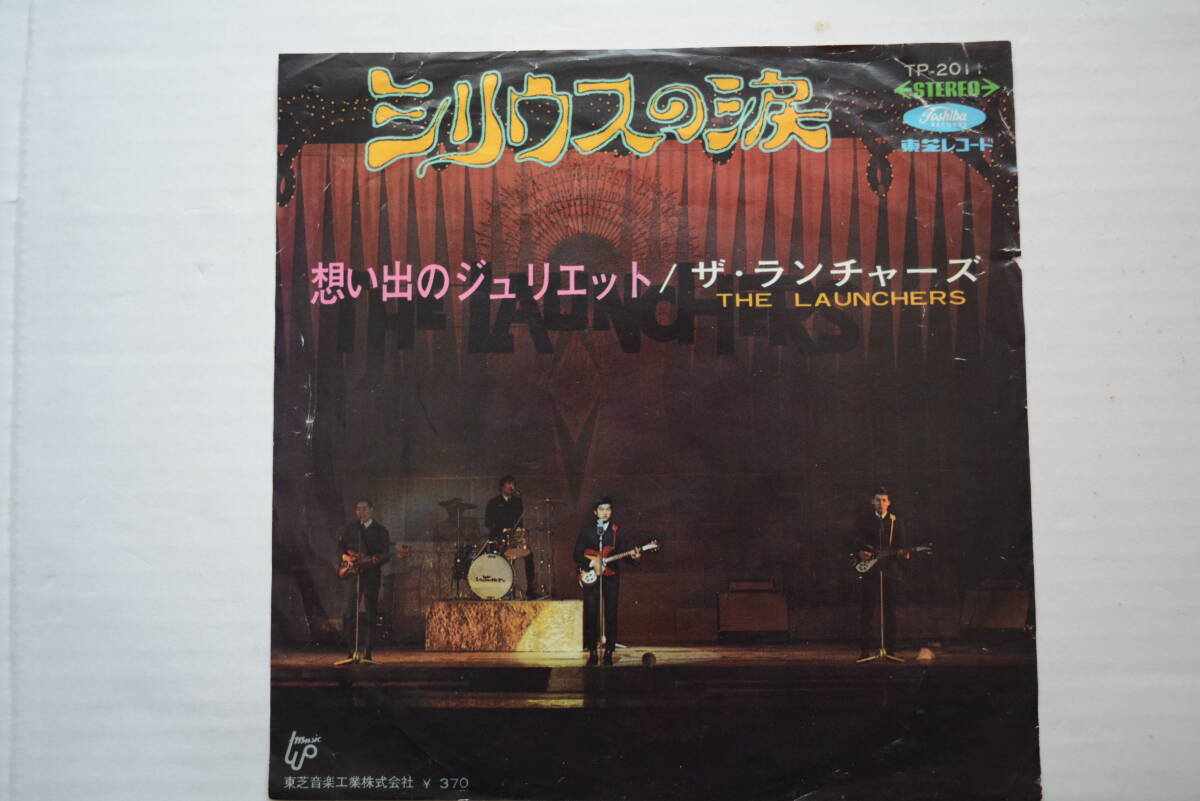 シリウスの涙
TP-2011
STEREO
Toshiba
RECORDS
東芝レコード
想い出のジュリエット/ザ・ランチャーズ
THE LAUNCHERS
THE LAUNCHERS
Launchers
music
東芝音楽工業株式会社 ¥ 370